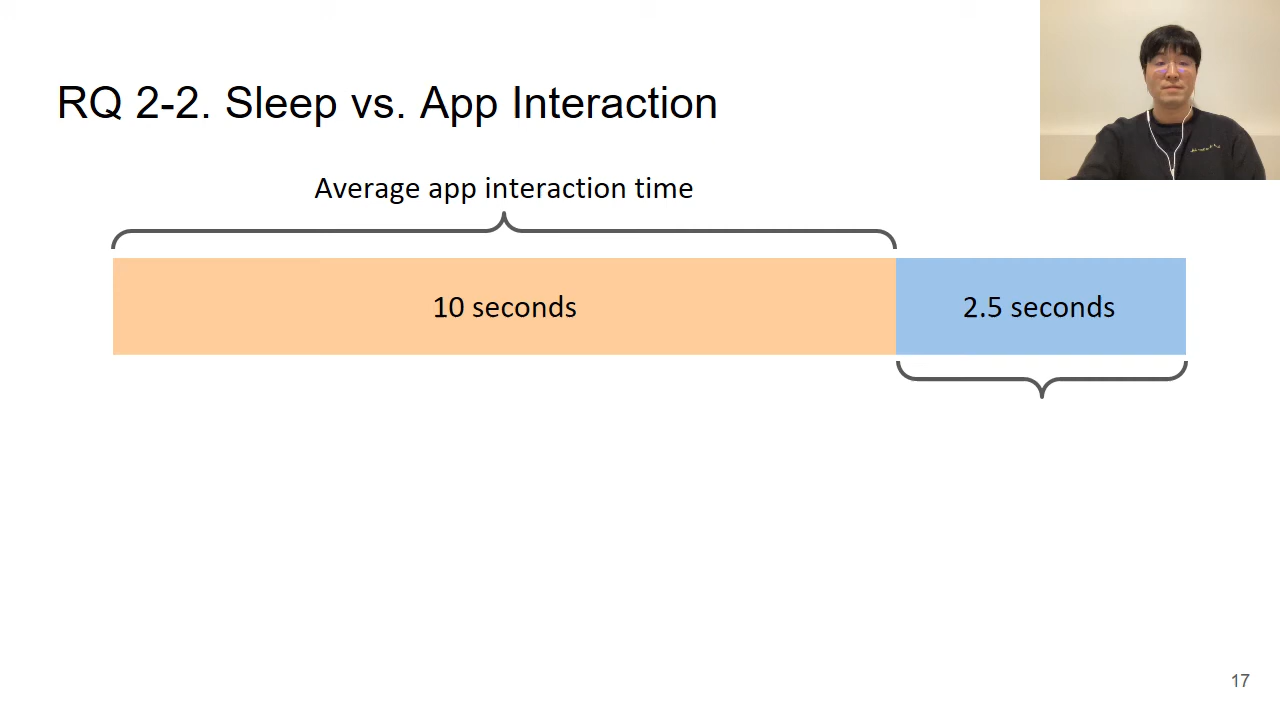 RQ 2-2. Sleep vs. App Interaction
Average app interaction time
10 seconds
2.5 seconds
17